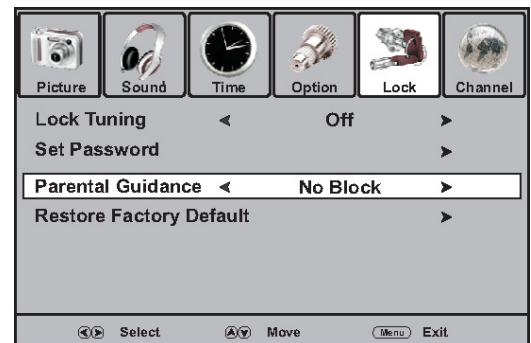 Picture Sound Time Option Lock Channel
Lock Tuning Off
Set Password
Parental Guidance No Block
Restore Factory Default
Select Move Menu Exit